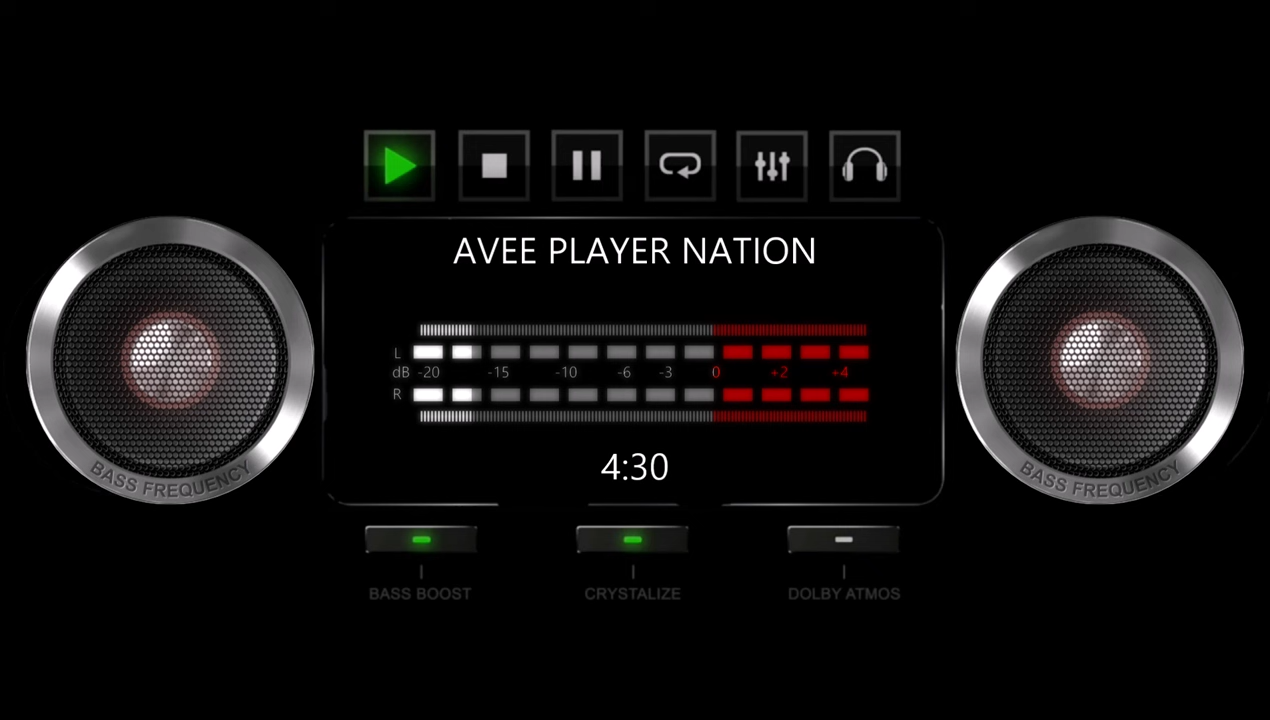 AVEE PLAYER NATION
L
dB -20 -15 -10 -6 -3 0 +2 +4
R
BASS FREQUENCY
BASS FREQUENCY
4:30
BASS BOOST
CRYSTALIZE
DOLBY ATMOS